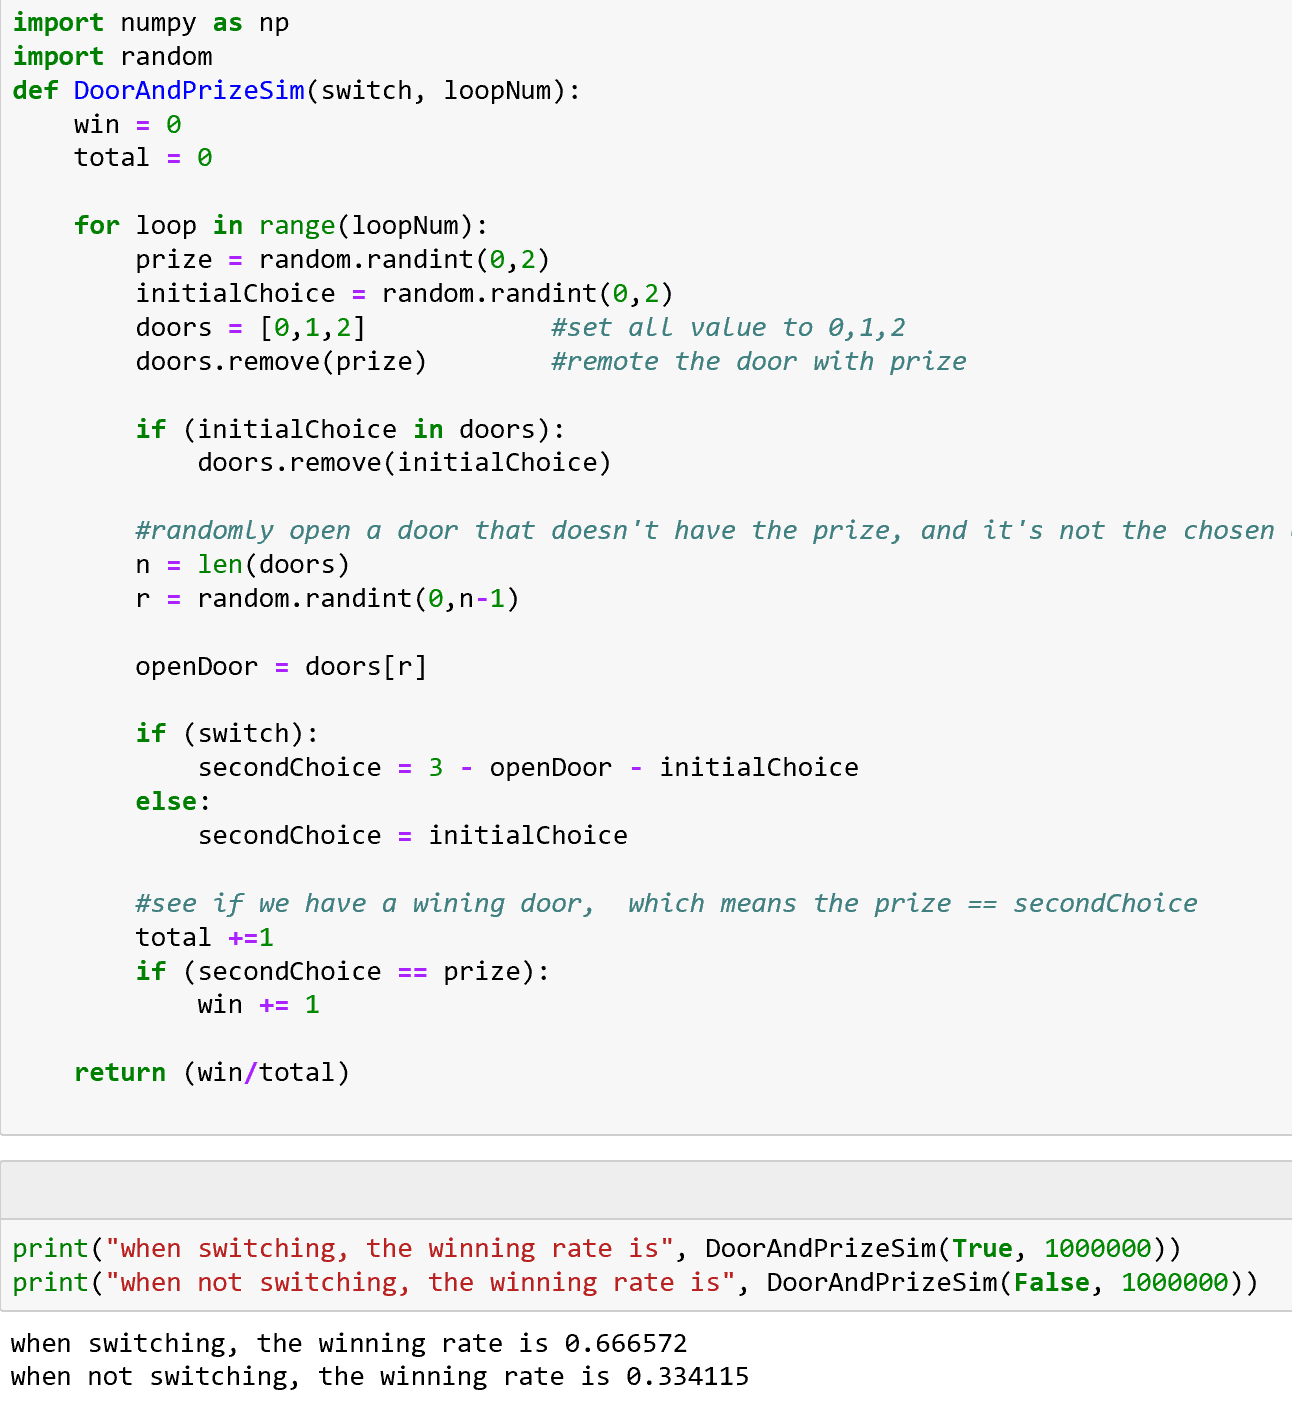 import numpy as np
import random
def DoorAndPrizeSim(switch, loopNum):
    win = 0
    total = 0

    for loop in range(loopNum):
        prize = random.randint(0,2)
        initialChoice = random.randint(0,2)
        doors = [0,1,2]            #set all value to 0,1,2
        doors.remove(prize)        #remote the door with prize

        if (initialChoice in doors):
            doors.remove(initialChoice)

        #randomly open a door that doesn't have the prize, and it's not the chosen
        n = len(doors)
        r = random.randint(0,n-1)

        openDoor = doors[r]

        if (switch):
            secondChoice = 3 - openDoor - initialChoice
        else:
            secondChoice = initialChoice

        #see if we have a wining door,  which means the prize == secondChoice
        total +=1
        if (secondChoice == prize):
            win += 1

    return (win/total)

print("when switching, the winning rate is", DoorAndPrizeSim(True, 1000000))
print("when not switching, the winning rate is", DoorAndPrizeSim(False, 1000000))
when switching, the winning rate is 0.666572
when not switching, the winning rate is 0.334115